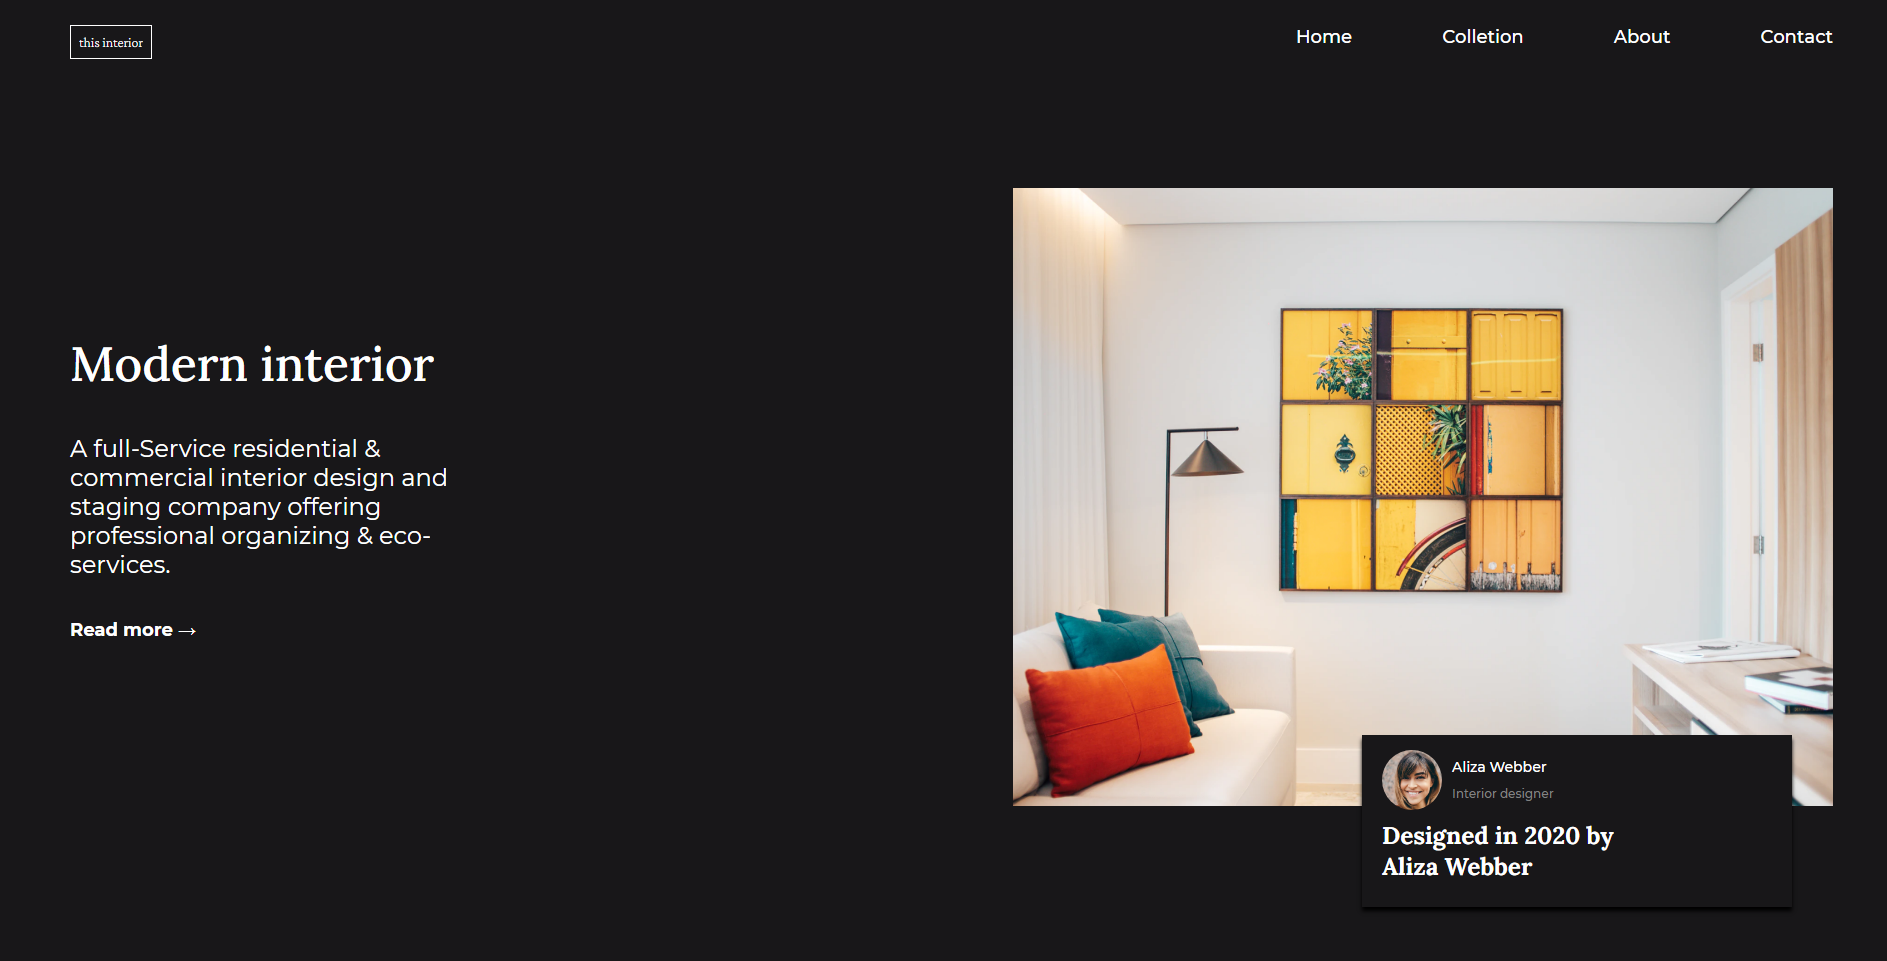 this interior
Home
Colletion
About
Contact
Modern interior
A full-Service residential &
commercial interior design and
staging company offering
professional organizing & eco-
services.
Read more →
Aliza Webber
Interior designer
Designed in 2020 by
Aliza Webber